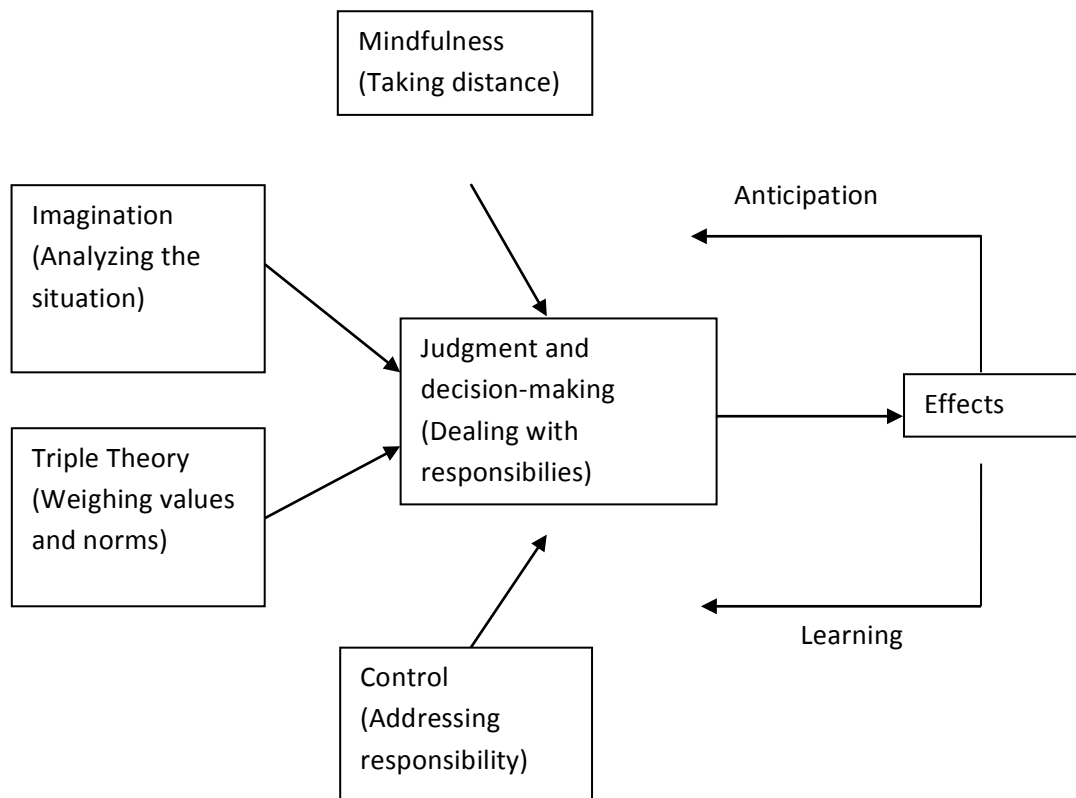 Mindfulness
(Taking distance)
Anticipation
Imagination
(Analyzing the
situation)
Judgment and
decision-making
(Dealing with
responsibilies)
Effects
Triple Theory
(Weighing values
and norms)
Learning
Control
(Addressing
responsibility)